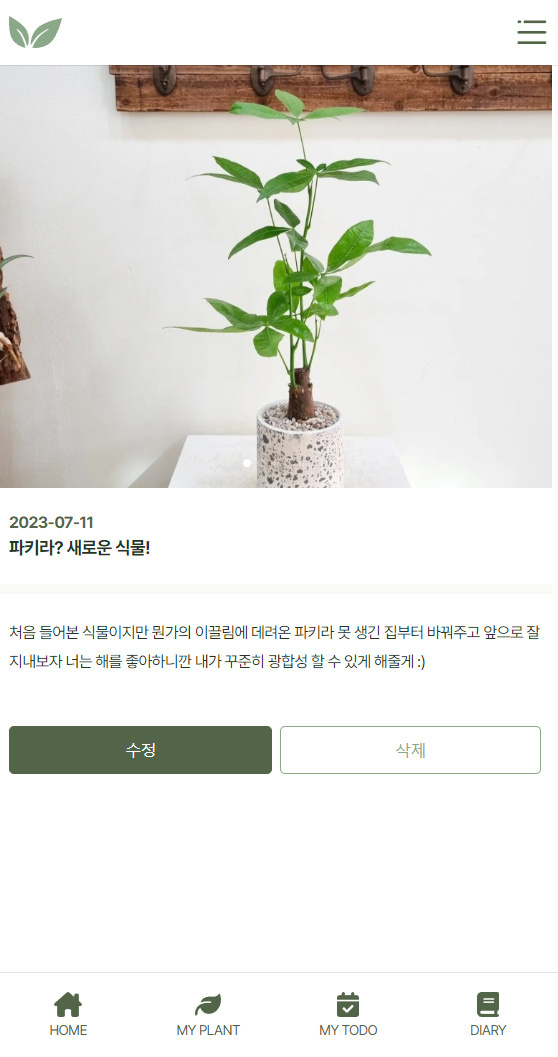 2023-07-11
파키라? 새로운 식물!
처음 들어본 식물이지만 뭔가의 이끌림에 데려온 파키라 못 생긴 집부터 바꿔주고 앞으로 잘
지내보자 너는 해를 좋아하니깐 내가 꾸준히 광합성 할 수 있게 해줄게 :)
수정 삭제
HOME MY PLANT MY TODO DIARY